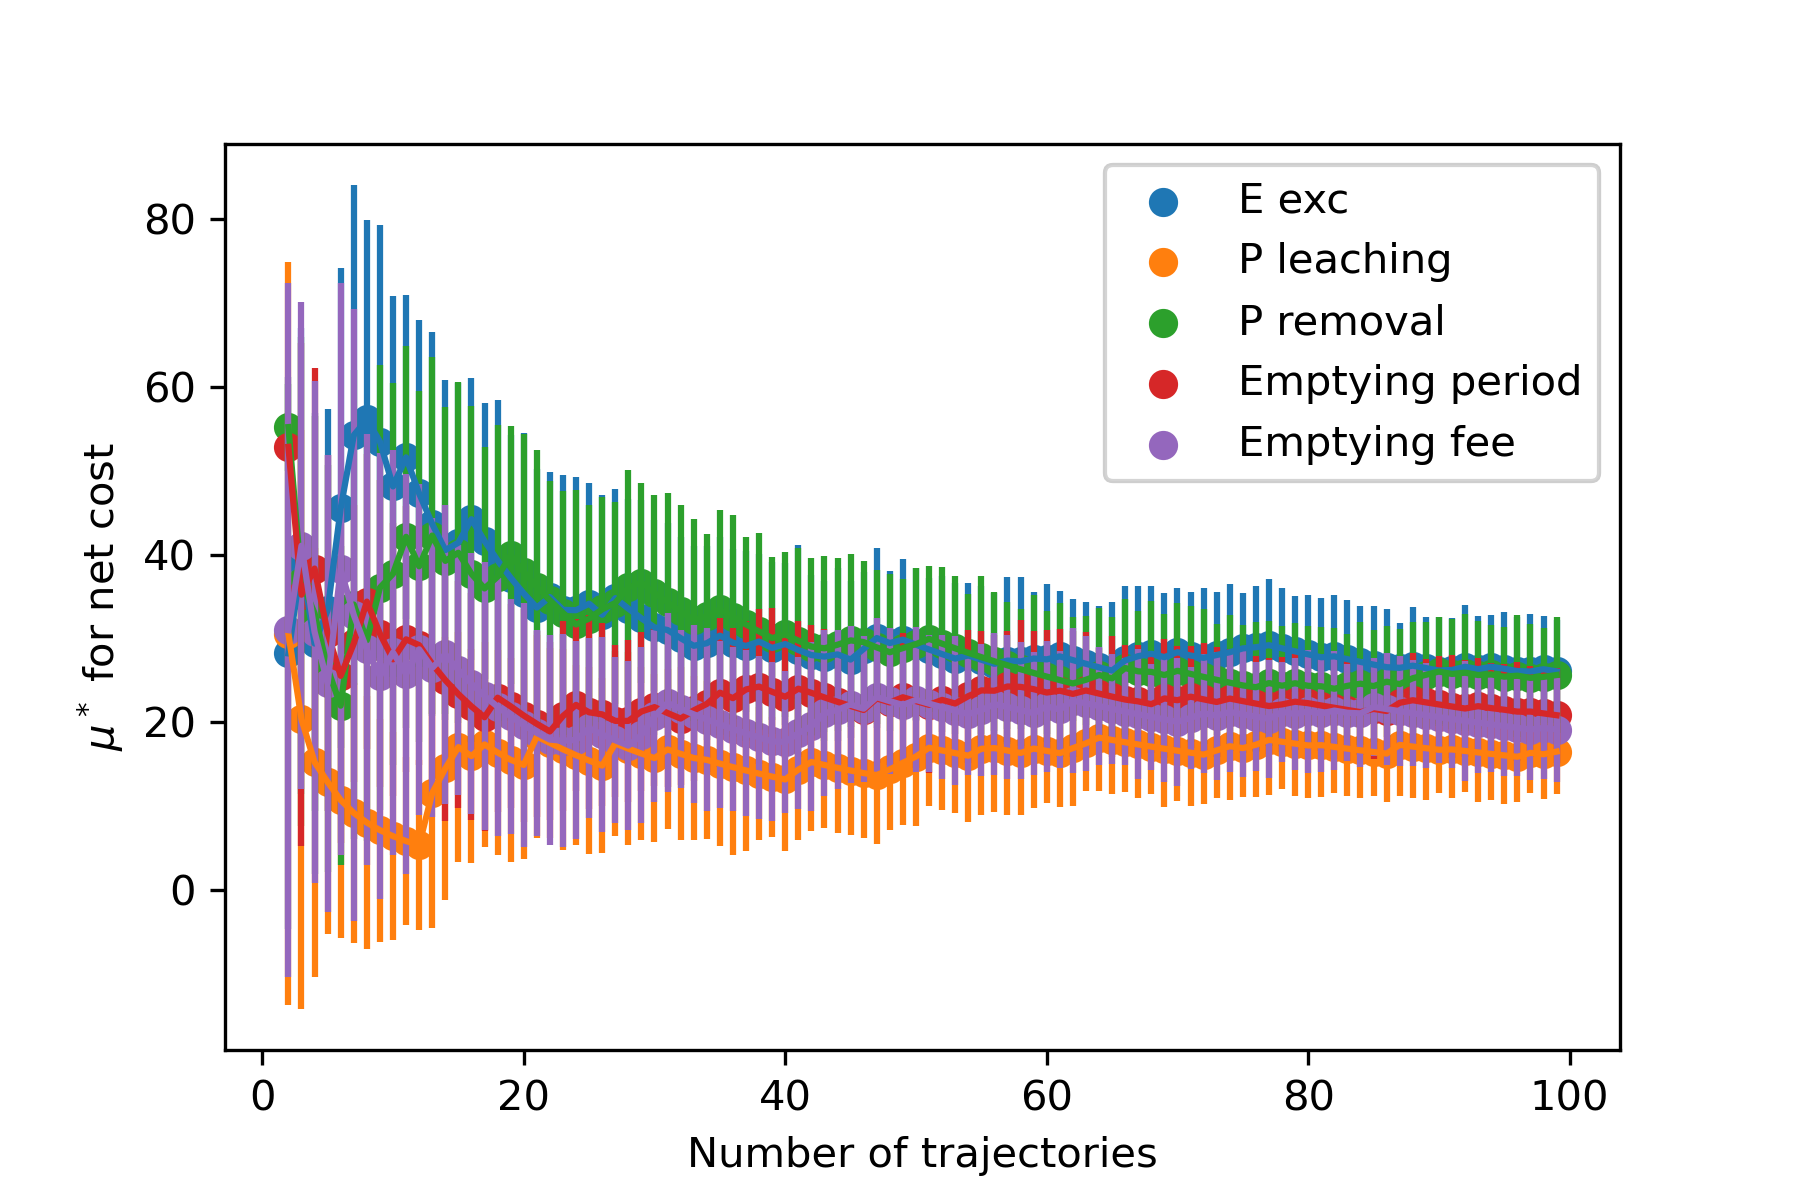 E exc
P leaching
P removal
Emptying period
Emptying fee
80
60
40
20
0
μ* for net cost
0 20 40 60 80 100
Number of trajectories